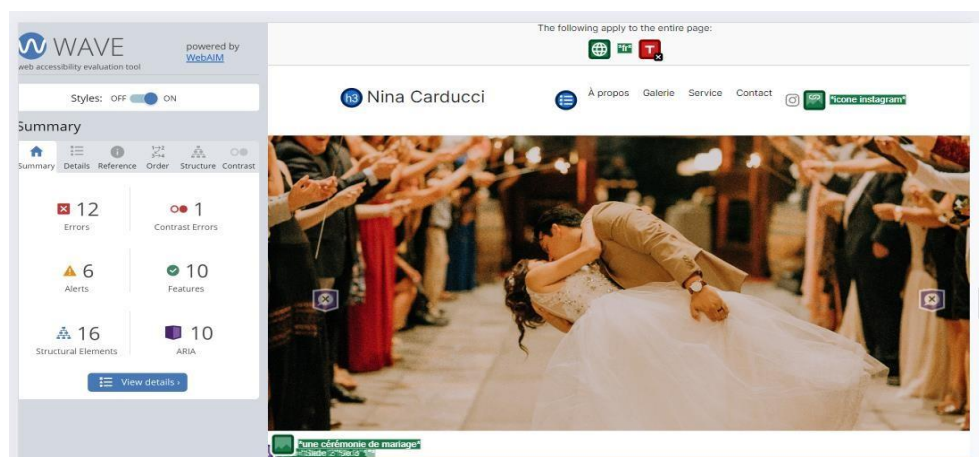 WAVE
web accessibility evaluation tool
powered by
WebAIM
Styles: OFF ON
Summary
Summary Details Reference Order Structure Contrast
12
Errors
1
Contrast Errors
6
Alerts
10
Features
16
Structural Elements
10
ARIA
View details ›
The following apply to the entire page:
*fr*
T
h3 Nina Carducci
À propos Galerie Service Contact *icone instagram*
*une cérémonie de mariage*